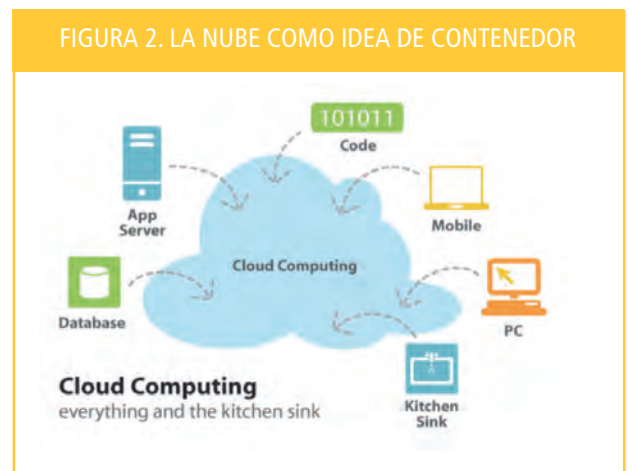 FIGURA 2. LA NUBE COMO IDEA DE CONTENEDOR
101011
Code
App
Server
Mobile
Cloud Computing
Database
PC
Kitchen
Sink
Cloud Computing
everything and the kitchen sink